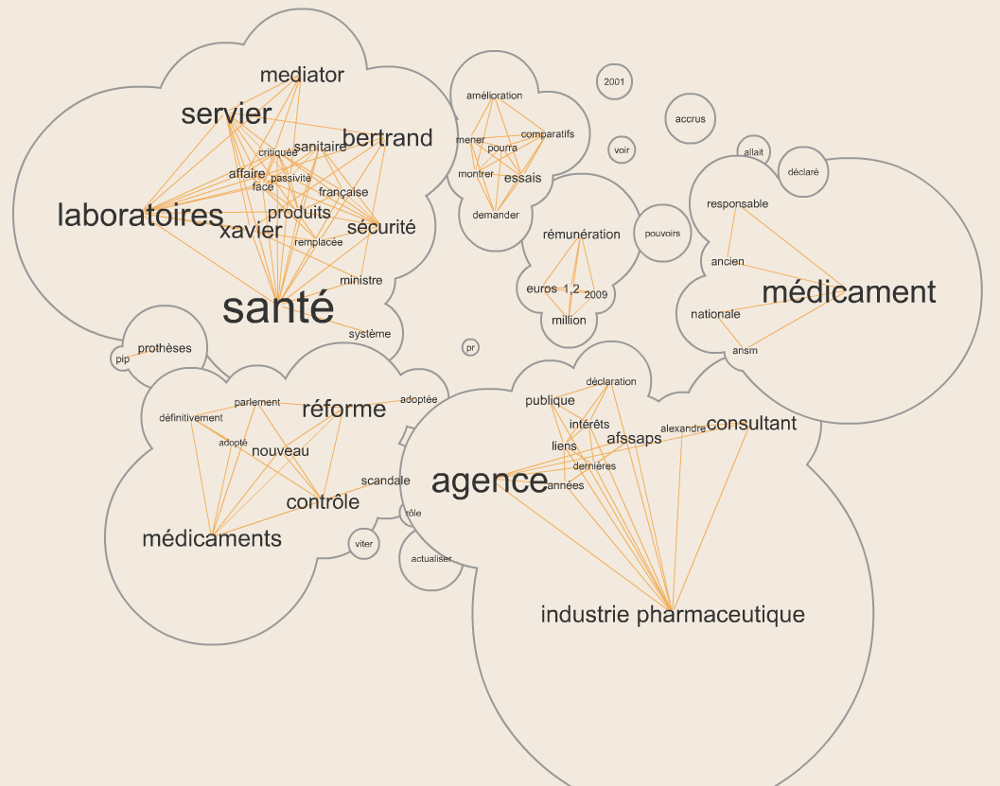 mediator
servier
bertrand
critiquée
sanitaire
affaire
passivité
face
française
laboratoires
produits
xavier
sécurité
remplacée
ministre
santé
système
prothèses
pip
amélioration
mener
comparatifs
pourra
montrer
essais
demander
2001
accrus
voir
allait
déclaré
responsable
rémunération
pouvoirs
ancien
euros
1,2
2009
médicament
million
nationale
ansm
pr
parlement
réforme
adoptée
définitivement
adopté
nouveau
scandale
contrôle
médicaments
rôle
viter
actualiser
déclaration
publique
intérêts
alexandre
consultant
liens
afssaps
dernières
agence
années
industrie pharmaceutique